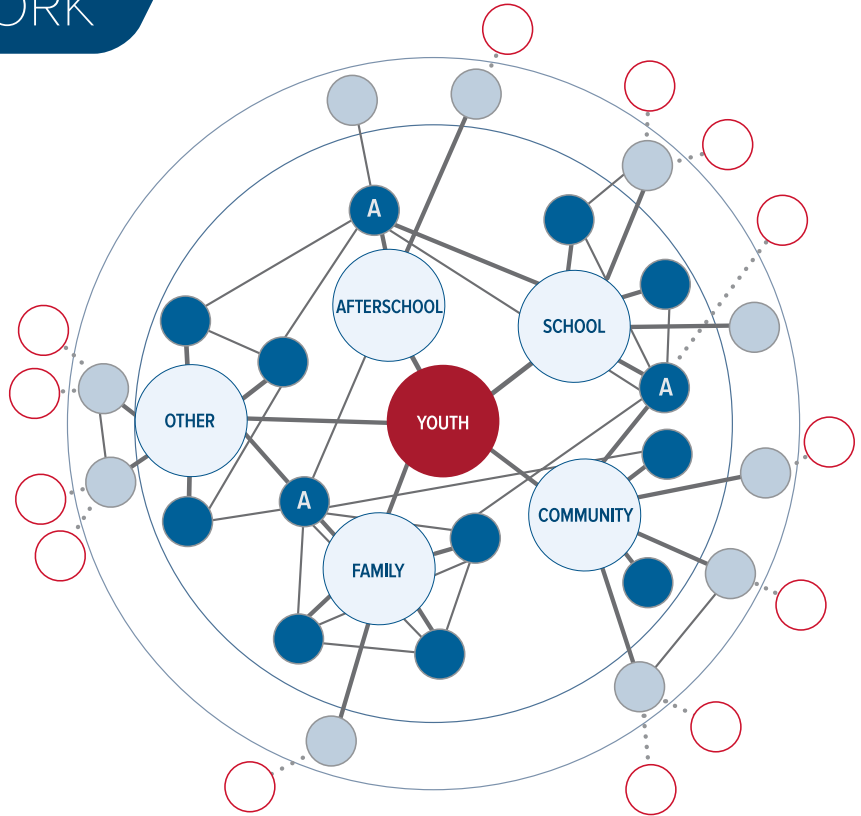 ORK
A
AFTERSCHOOL
SCHOOL
A
OTHER
YOUTH
A
COMMUNITY
FAMILY